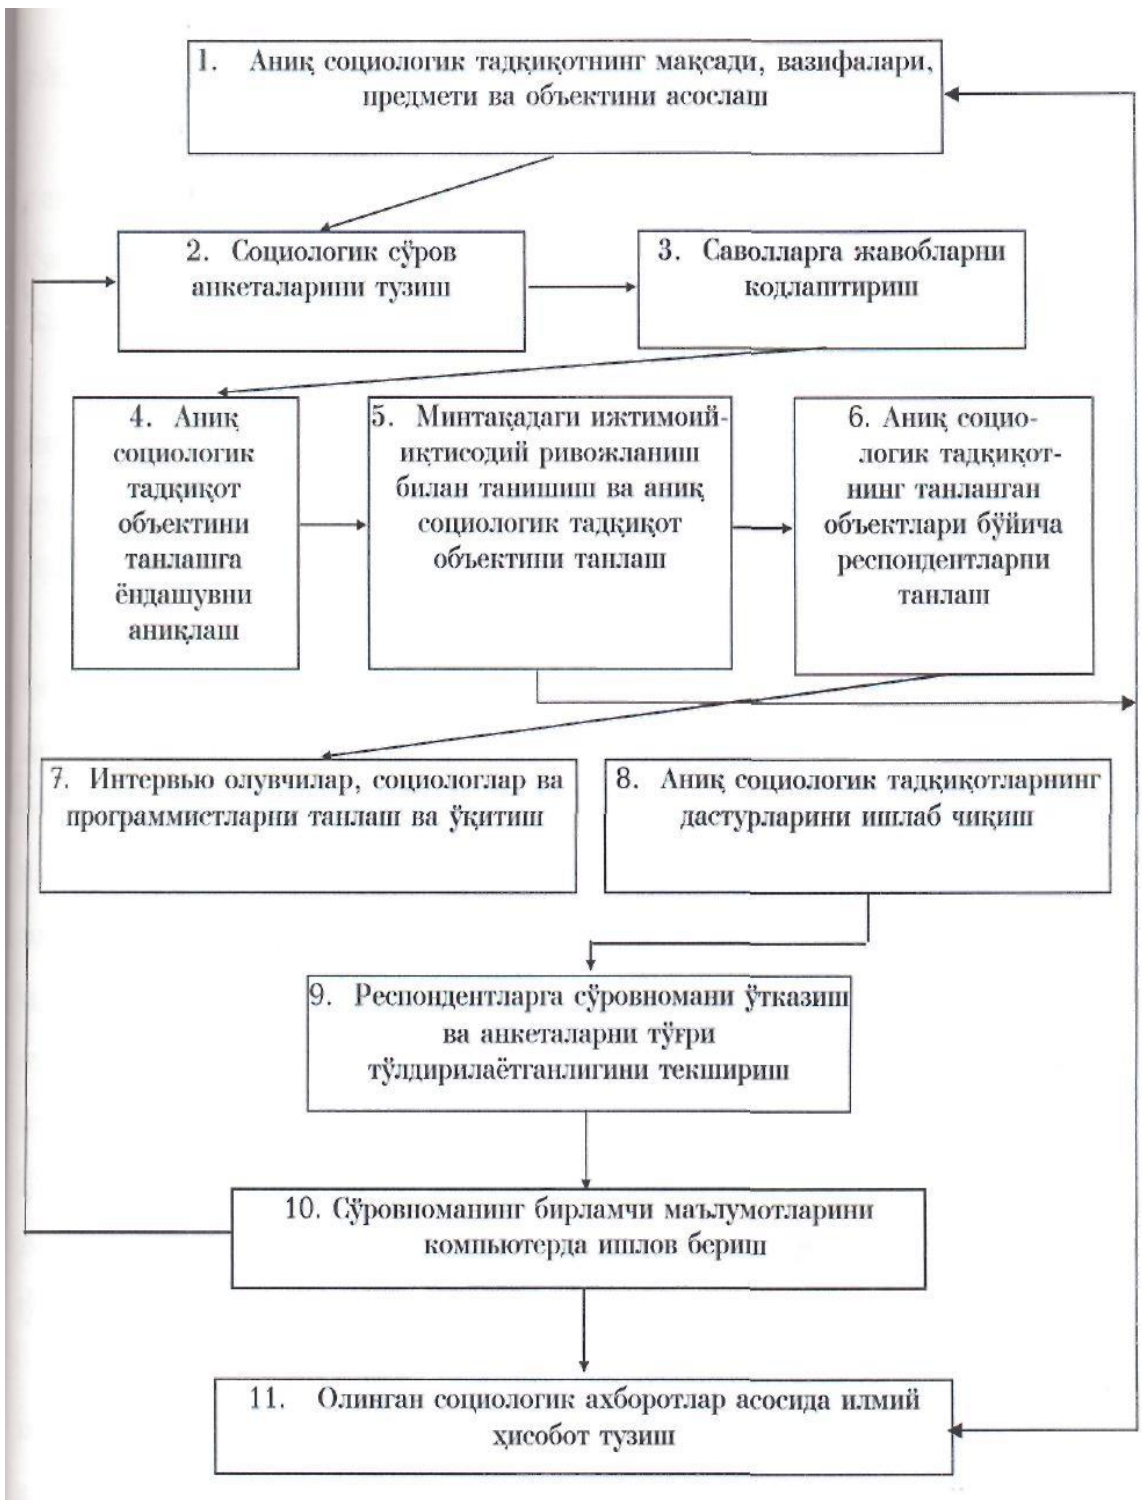 1. Аниқ социологик тадқиқотнинг мақсади, вазифалари,
предмети ва объектини асослаш
2. Социологик сўров
анкеталарини тузиш
3. Саволларга жавобларни
кодлаштириш
4. Аниқ
социологик
тадқиқот
объектини
танлашга
ёндашувни
аниқлаш
5. Минтақадаги ижтимоий-
иқтисодий ривожланиш
билан танишиш ва аниқ
социологик тадқиқот
объектини танлаш
6. Аниқ социо-
логик тадқиқот-
нинг танланган
объектлари бўйича
респондентларни
танлаш
7. Интервью олувчилар, социологлар ва
программистларни танлаш ва ўқитиш
8. Аниқ социологик тадқиқотларнинг
дастурларини ишлаб чиқиш
9. Респондентларга сўровномани ўтказиш
ва анкеталарни тўғри
тўлдирилаётганлигини текшириш
10. Сўровноманинг бирламчи маълумотларини
компьютерда ишлов бериш
11. Олинган социологик ахборотлар асосида илмий
ҳисобот тузиш